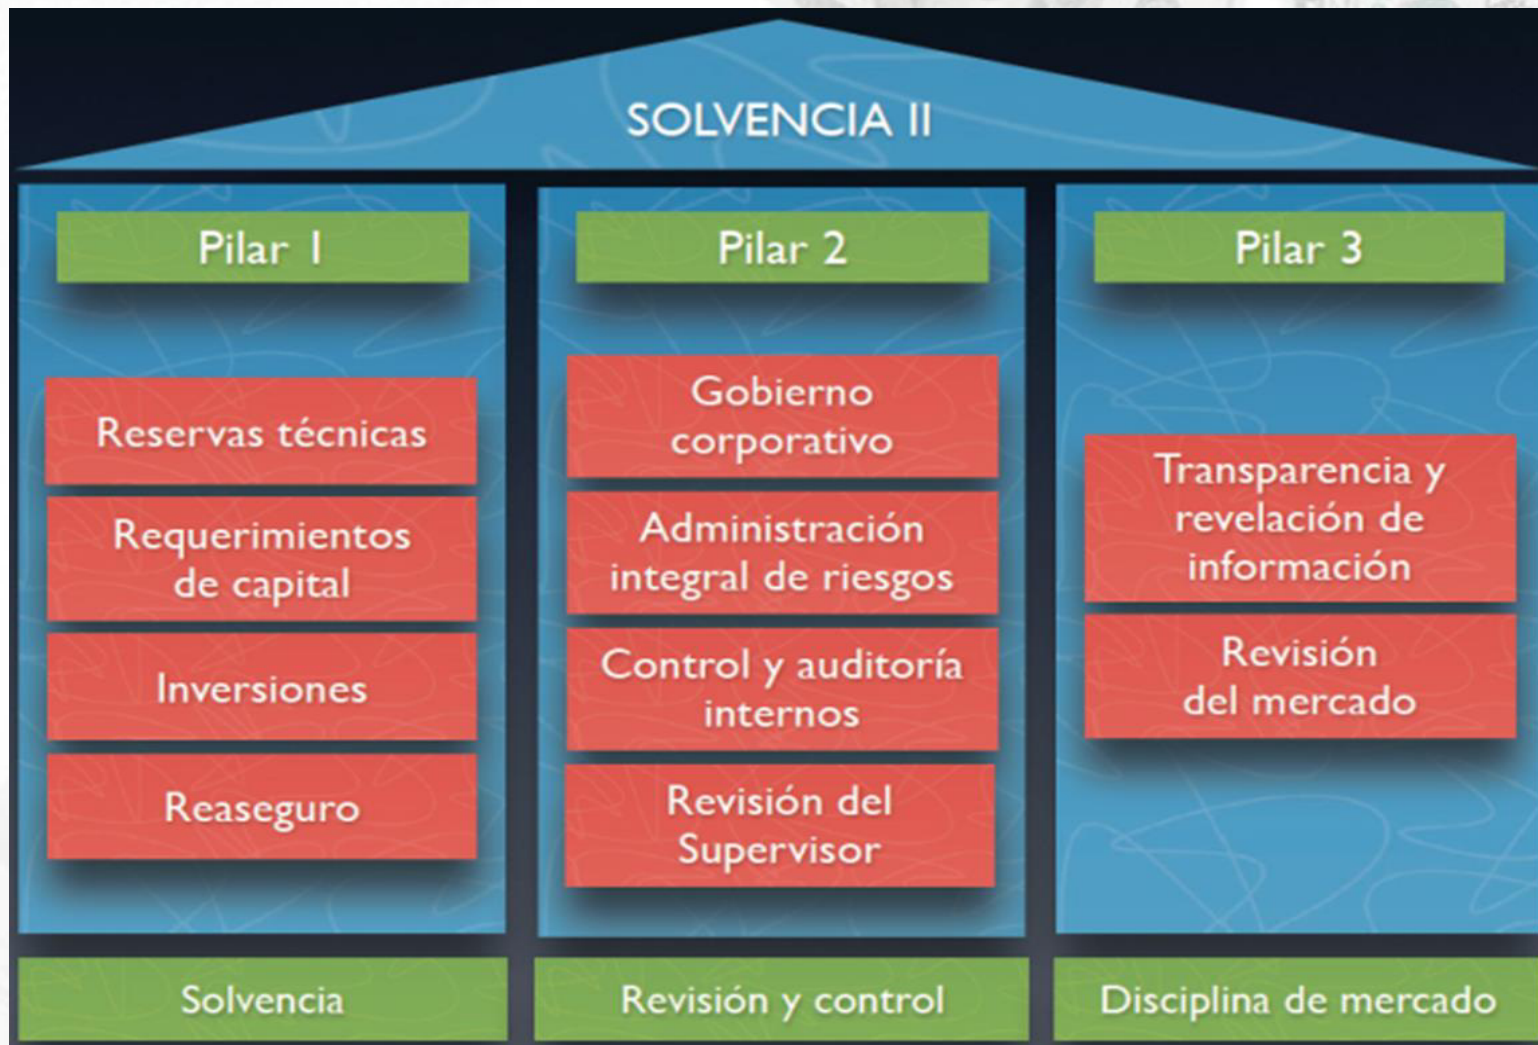 SOLVENCIA II
Pilar 1
Reservas técnicas
Requerimientos
de capital
Inversiones
Reaseguro
Solvencia
Pilar 2
Gobierno
corporativo
Administración
integral de riesgos
Control y auditoría
internos
Revisión del
Supervisor
Revisión y control
Pilar 3
Transparencia y
revelación de
información
Revisión
del mercado
Disciplina de mercado